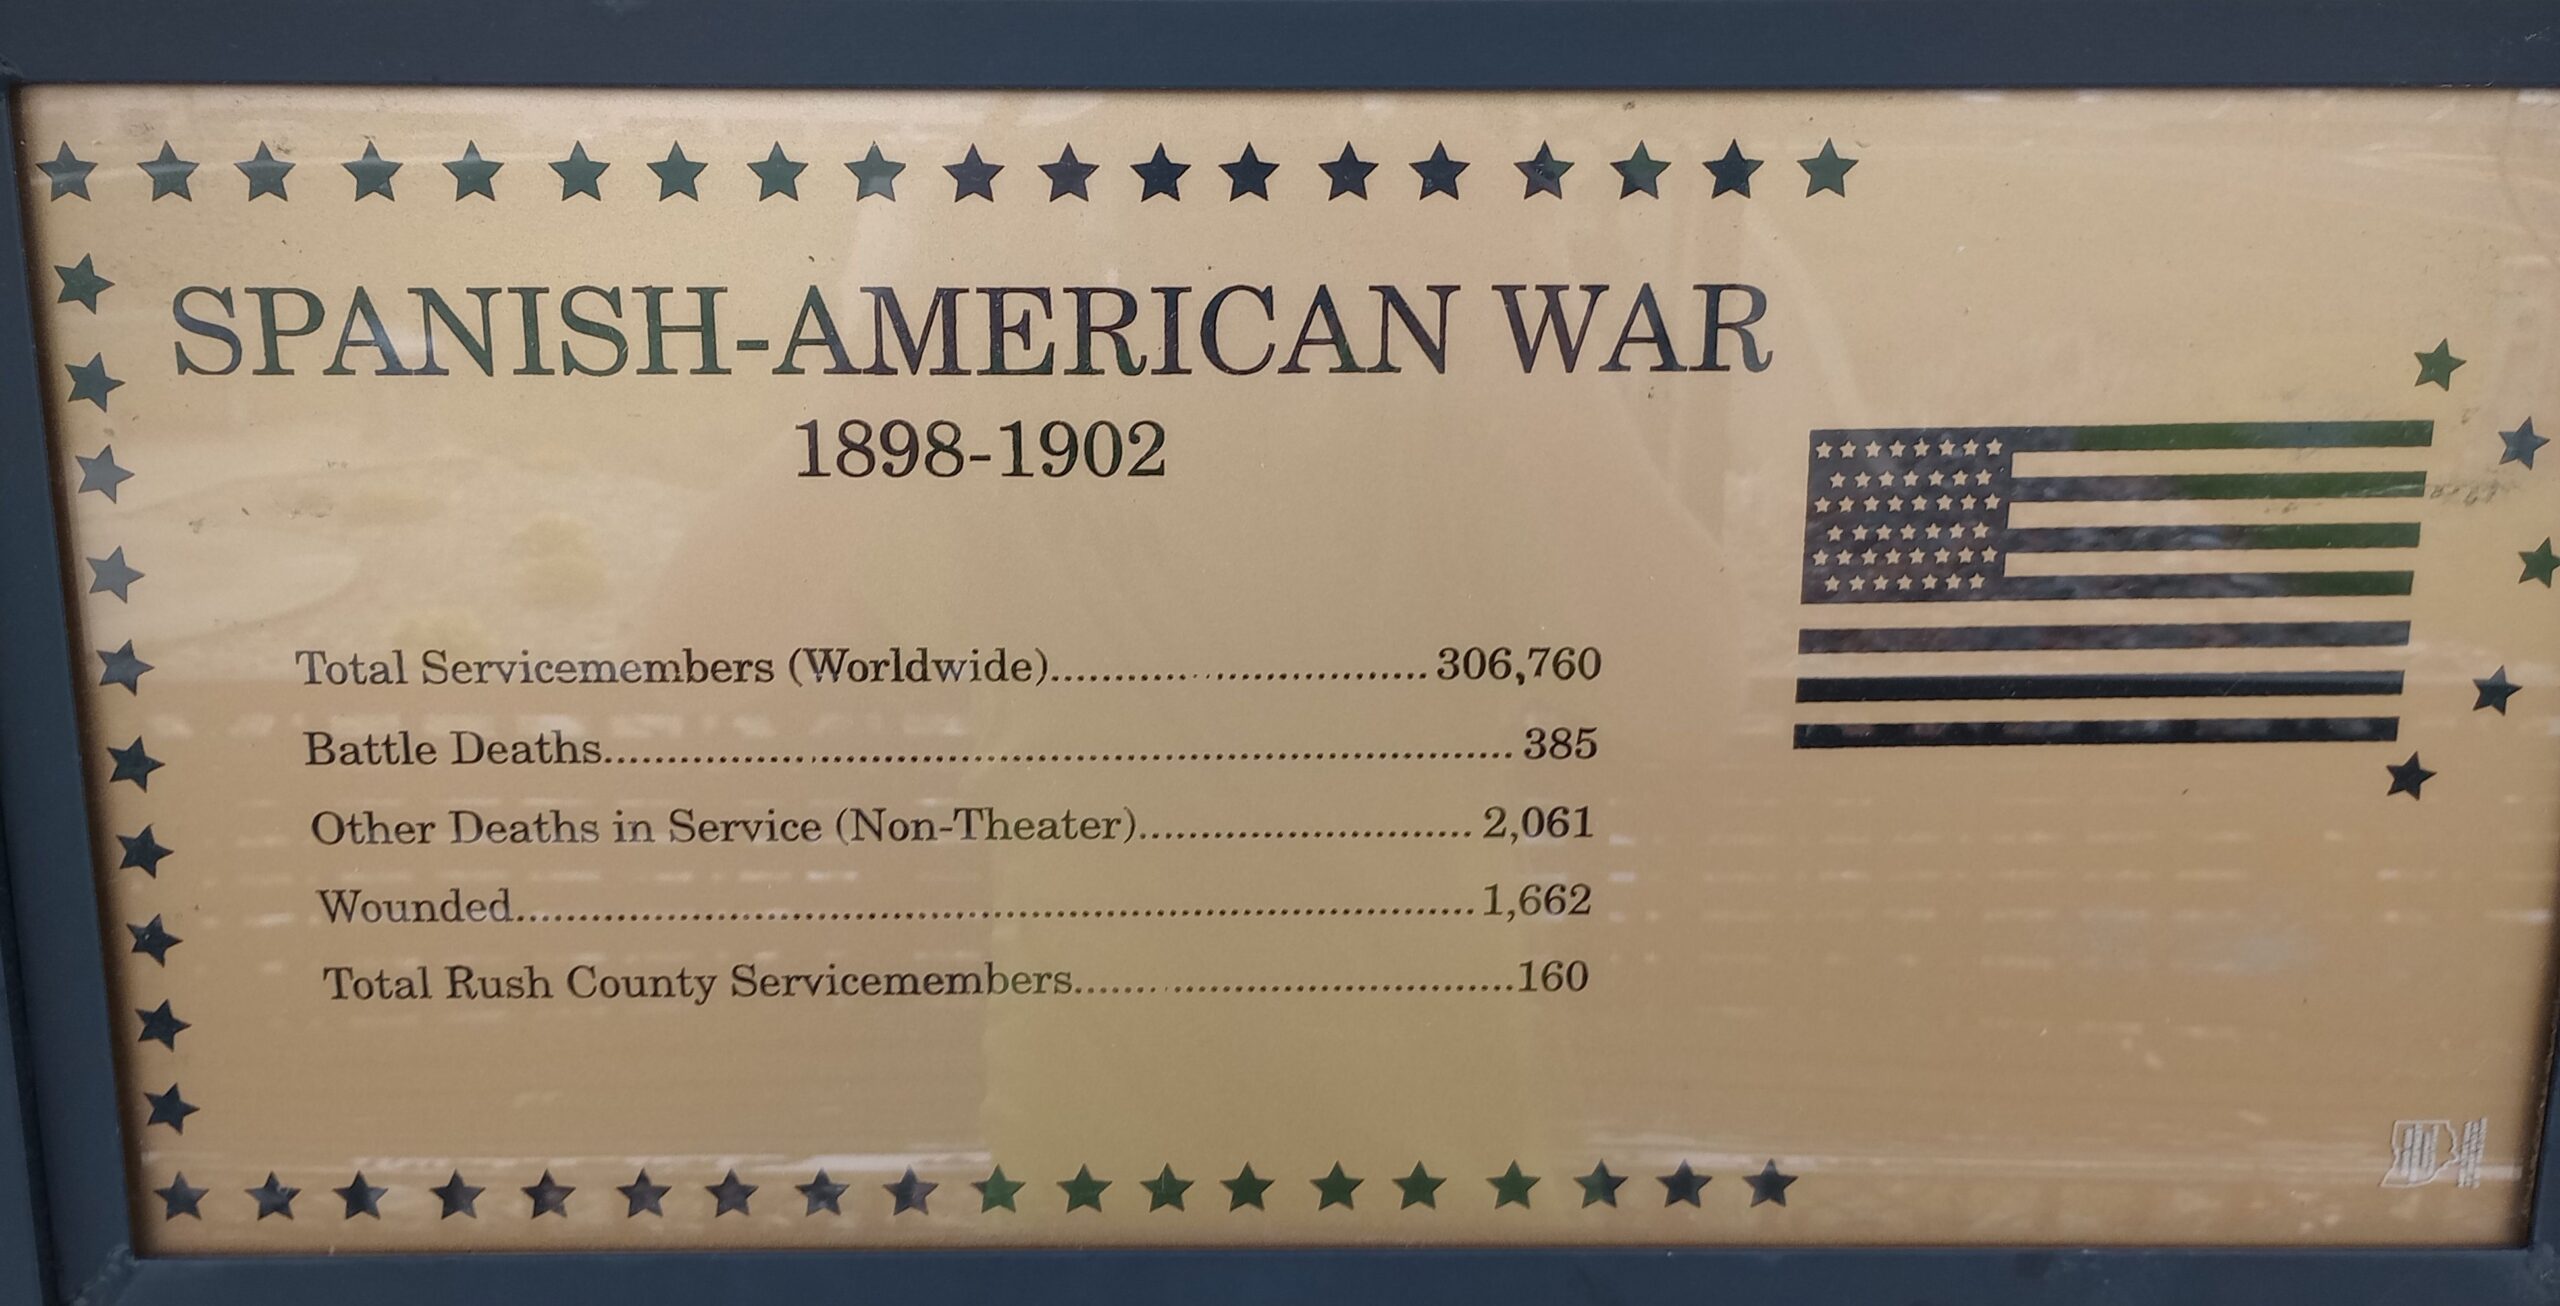 SPANISH-AMERICAN WAR
1898-1902
Total Servicemembers (Worldwide)....................................306,760
Battle Deaths........................................................................385
Other Deaths in Service (Non-Theater)..........................2,061
Wounded...........................................................................1,662
Total Rush County Servicemembers...................................160